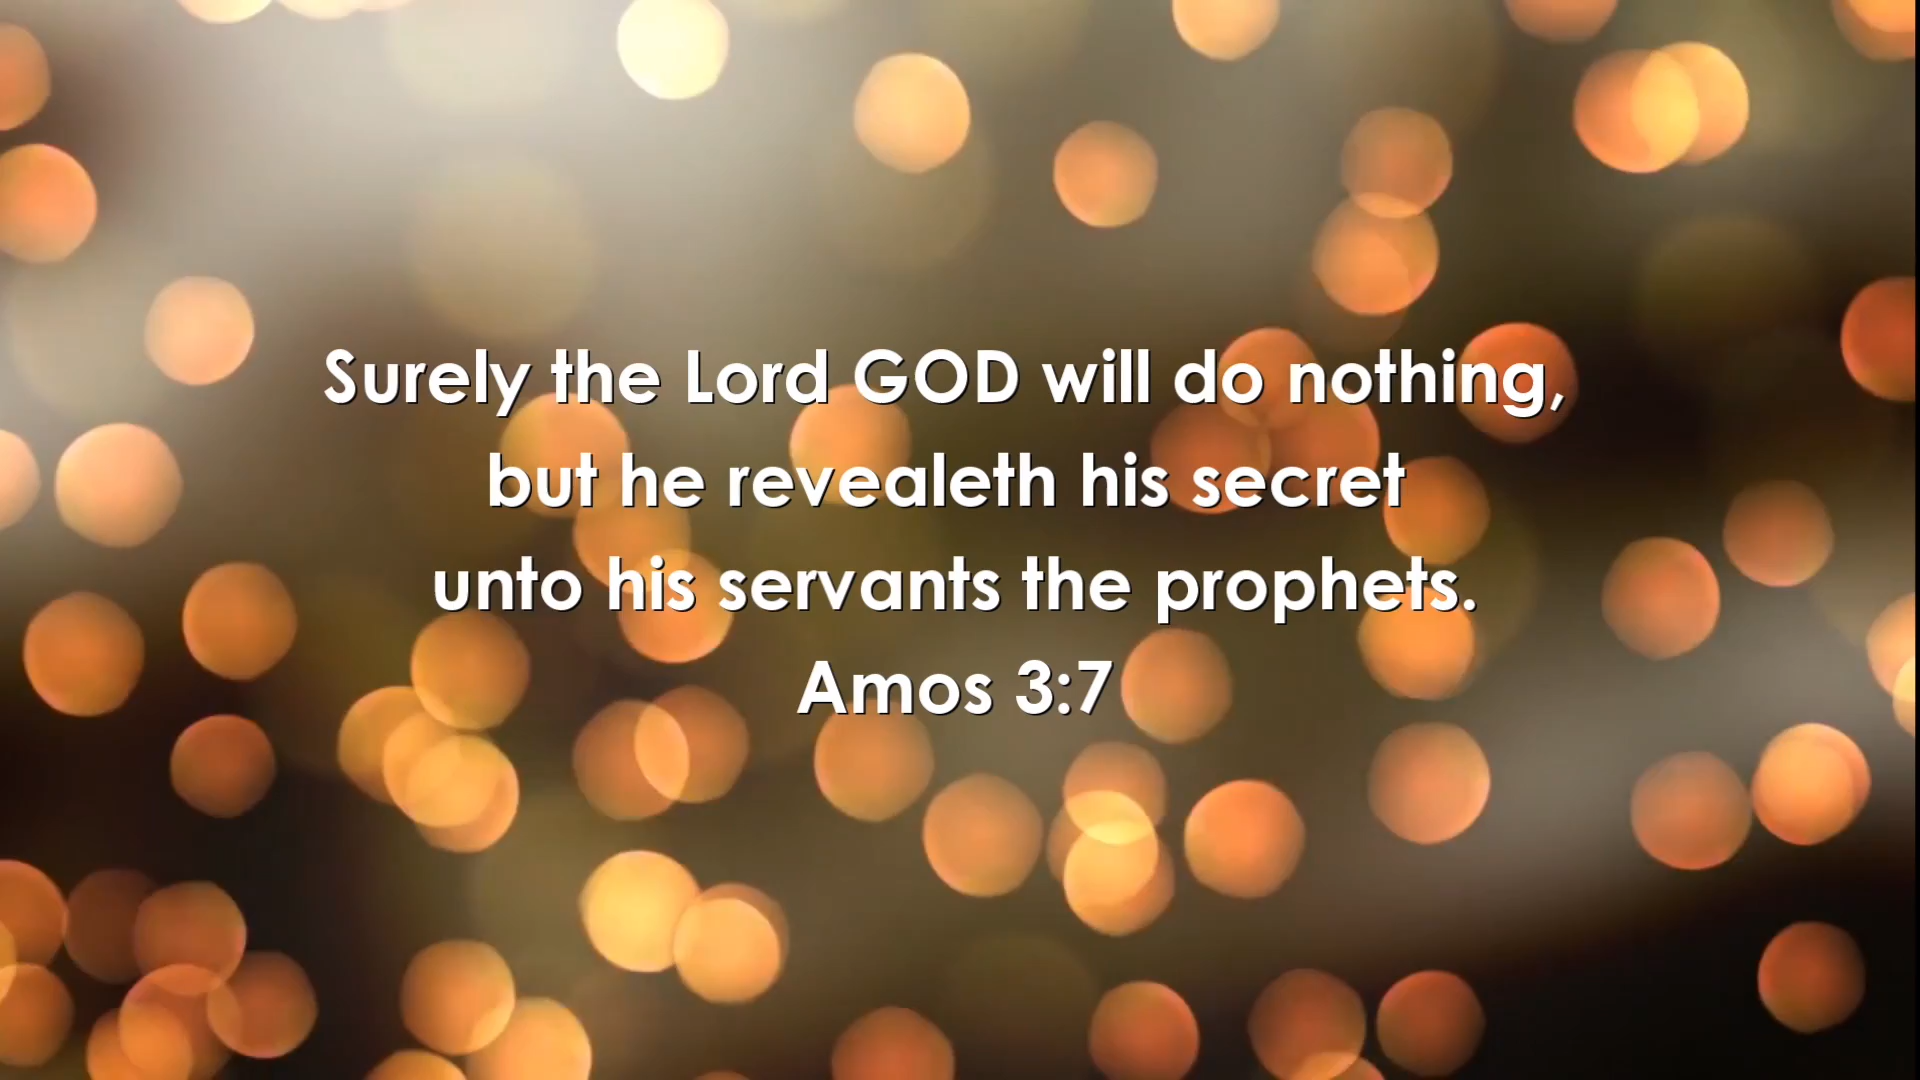 Surely the Lord GOD will do nothing,
but he revealeth his secret
unto his servants the prophets.
Amos 3:7